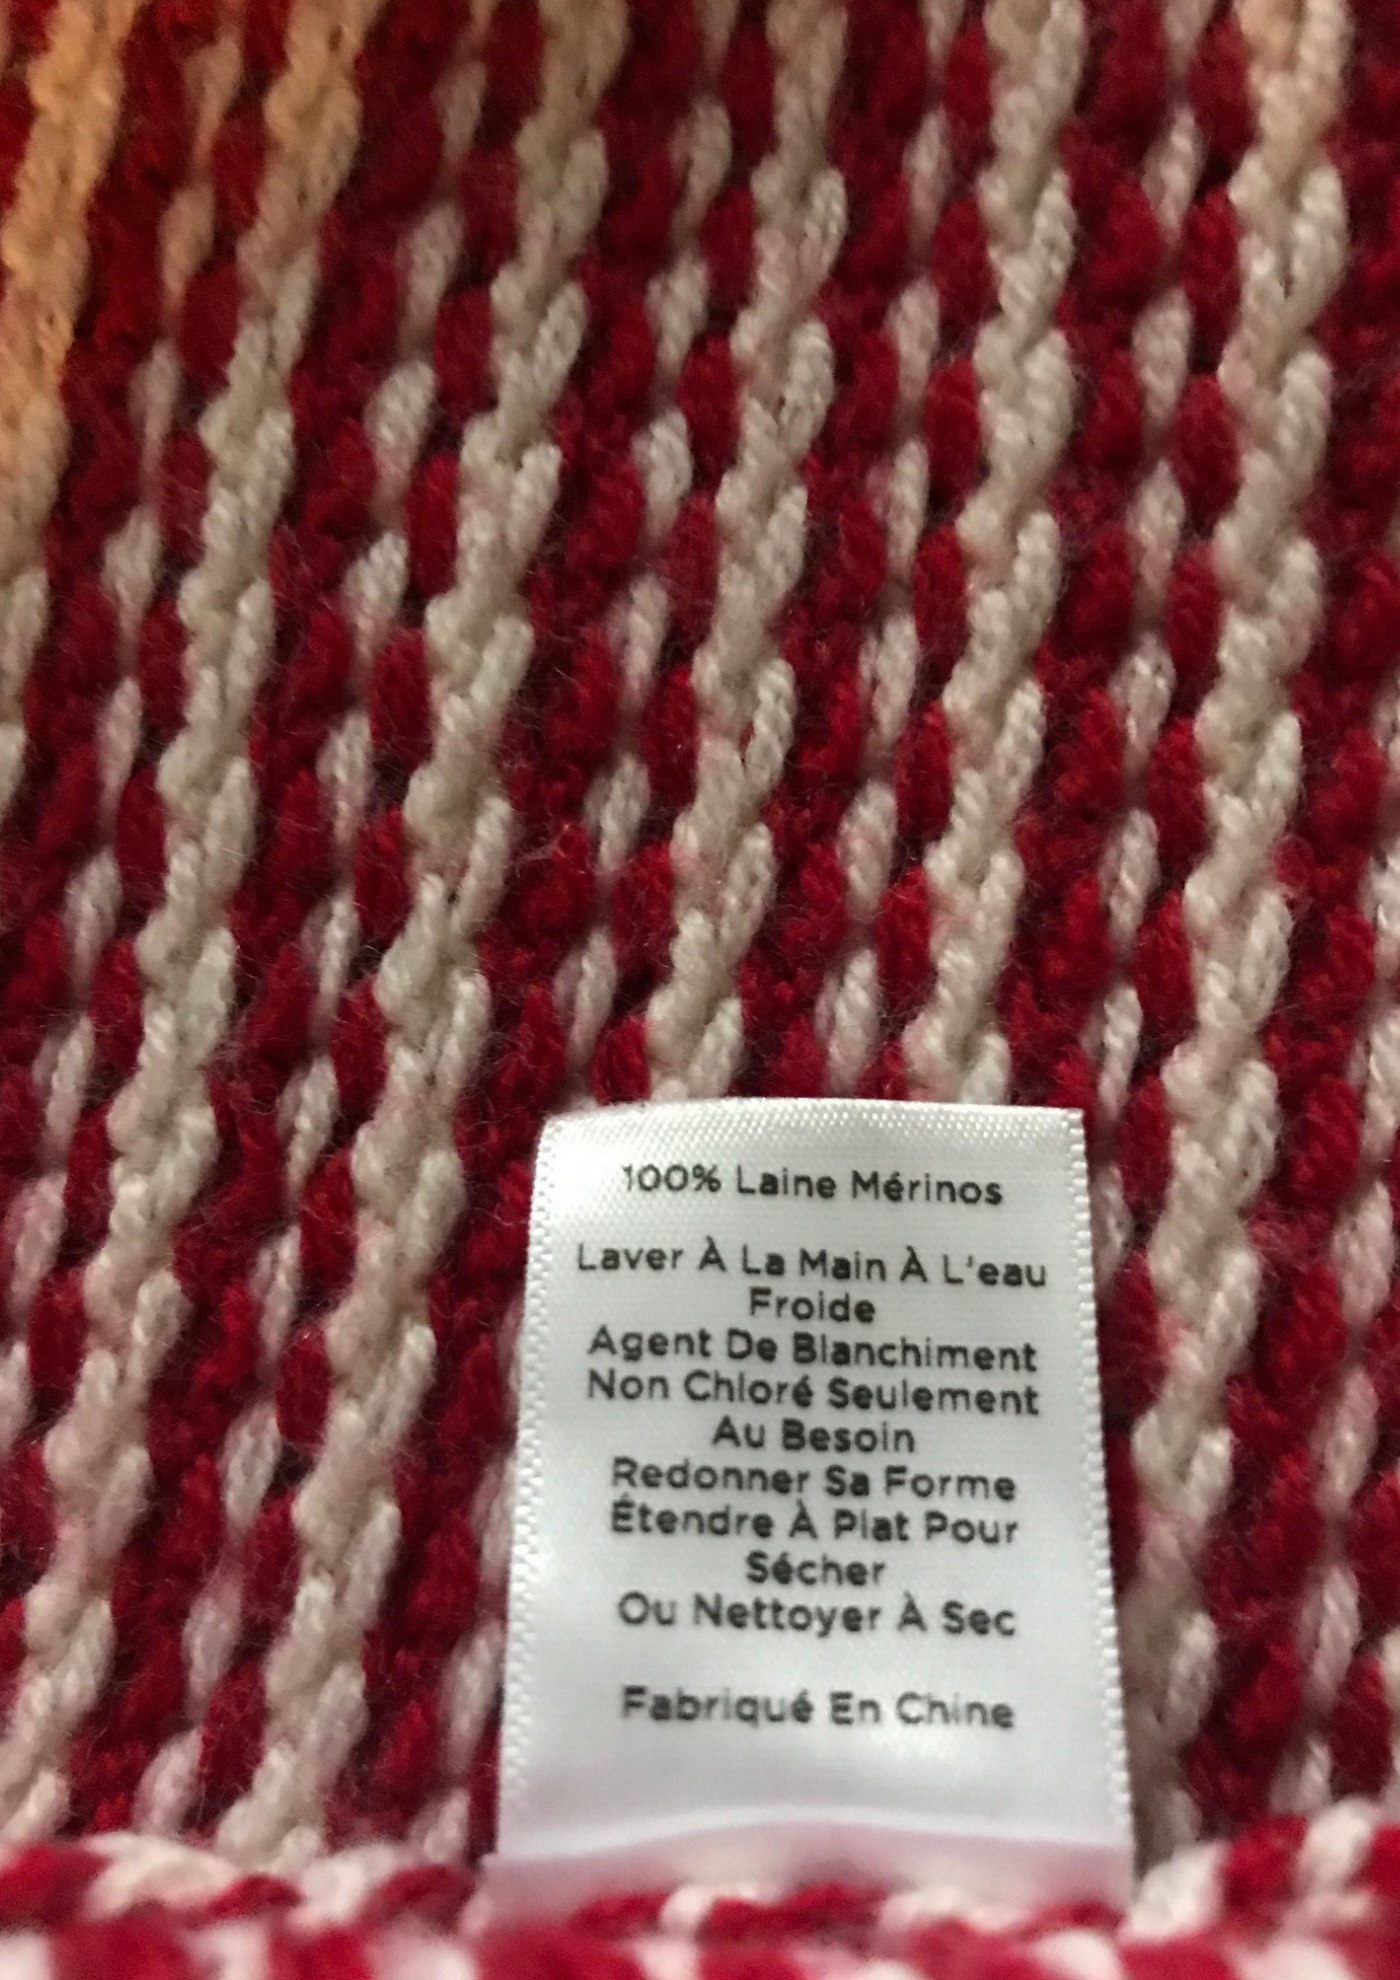 100% Laine Mérinos
Laver À La Main À L'eau
Froide
Agent De Blanchiment
Non Chloré Seulement
Au Besoin
Redonner Sa Forme
Étendre À Plat Pour
Sécher
Ou Nettoyer À Sec
Fabriqué En Chine